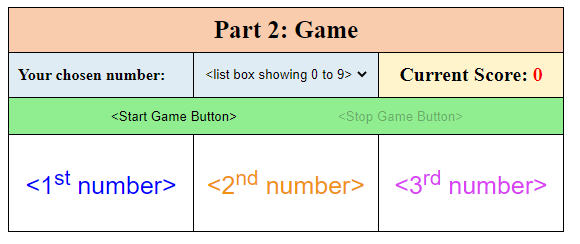 Part 2: Game
Your chosen number: <list box showing 0 to 9> Current Score: 0
<Start Game Button> <Stop Game Button>
<1st number> <2nd number> <3rd number>